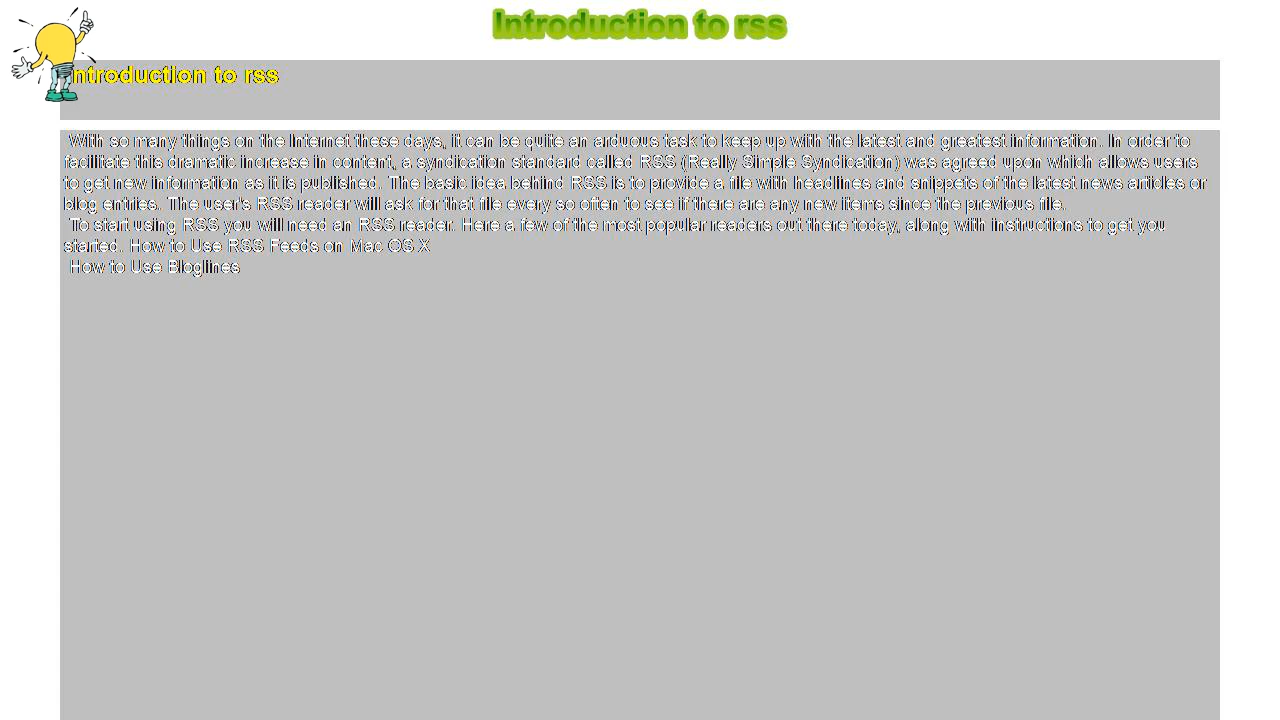 Introduction to rss
Introduction to rss
With so many things on the Internet these days, it can be quite an arduous task to keep up with the latest and greatest information. In order to
facilitate this dramatic increase in content, a syndication standard called RSS (Really Simple Syndication) was agreed upon which allows users
to get new information as it is published. The basic idea behind RSS is to provide a file with headlines and snippets of the latest news articles or
blog entries. The user's RSS reader will ask for that file every so often to see if there are any new items since the previous file.
To start using RSS you will need an RSS reader. Here a few of the most popular readers out there today, along with instructions to get you
started. How to Use RSS Feeds on Mac OS X
How to Use Bloglines